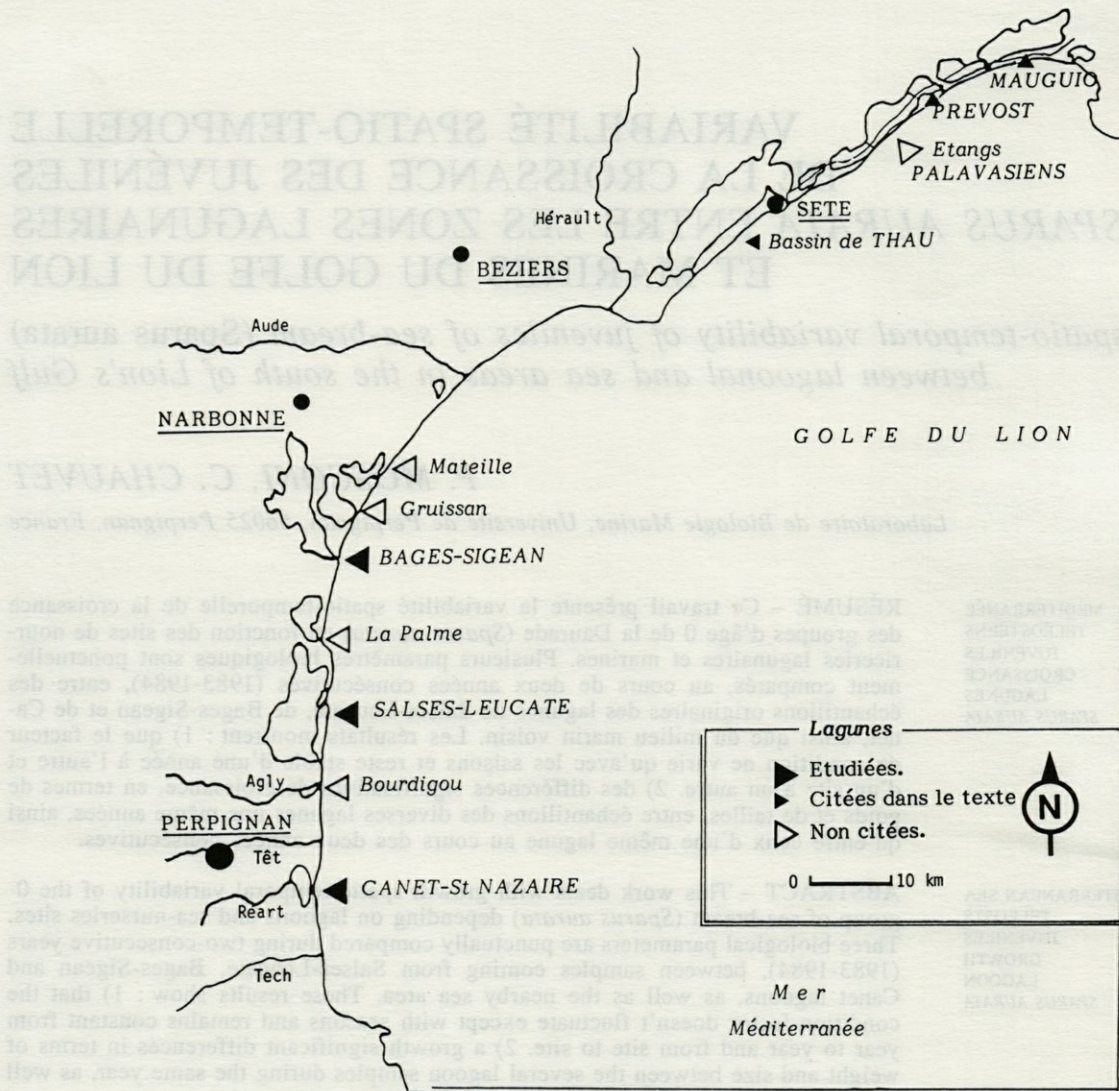 MAUGUIO
PREVOST
Etangs
PALAVASIENS
SETE
Hérault
Bassin de THAU
BEZIERS
Aude
NARBONNE
GOLFE DU LION
Mateille
Gruissan
BAGES-SIGEAN
La Palme
SALSES-LEUCATE
Agly
Bourdigou
PERPIGNAN
Têt
CANET-St NAZAIRE
Réart
Tech
Lagunes
Etudiées.
Citées dans le texte
Non citées.
N
0 10 km
Mer
Méditerranée